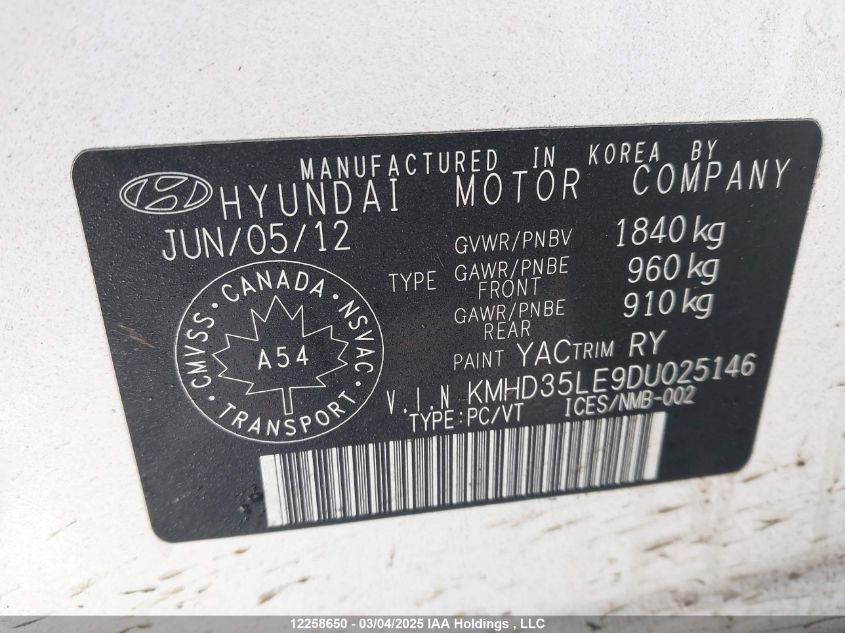 MANUFACTURED IN KOREA BY
HYUNDAI MOTOR COMPANY
JUN/05/12
GVWR/PNBV 1840 kg
TYPE GAWR/PNBE FRONT 960 kg
GAWR/PNBE REAR 910 kg
PAINT YAC TRIM RY
V.I.N KMHD35LE9DU025146
TYPE:PC/VT ICES/NMB-002
CMVSS · CANADA · NSVAC · TRANSPORT ·
A54
12258650 - 03/04/2025 IAA Holdings , LLC